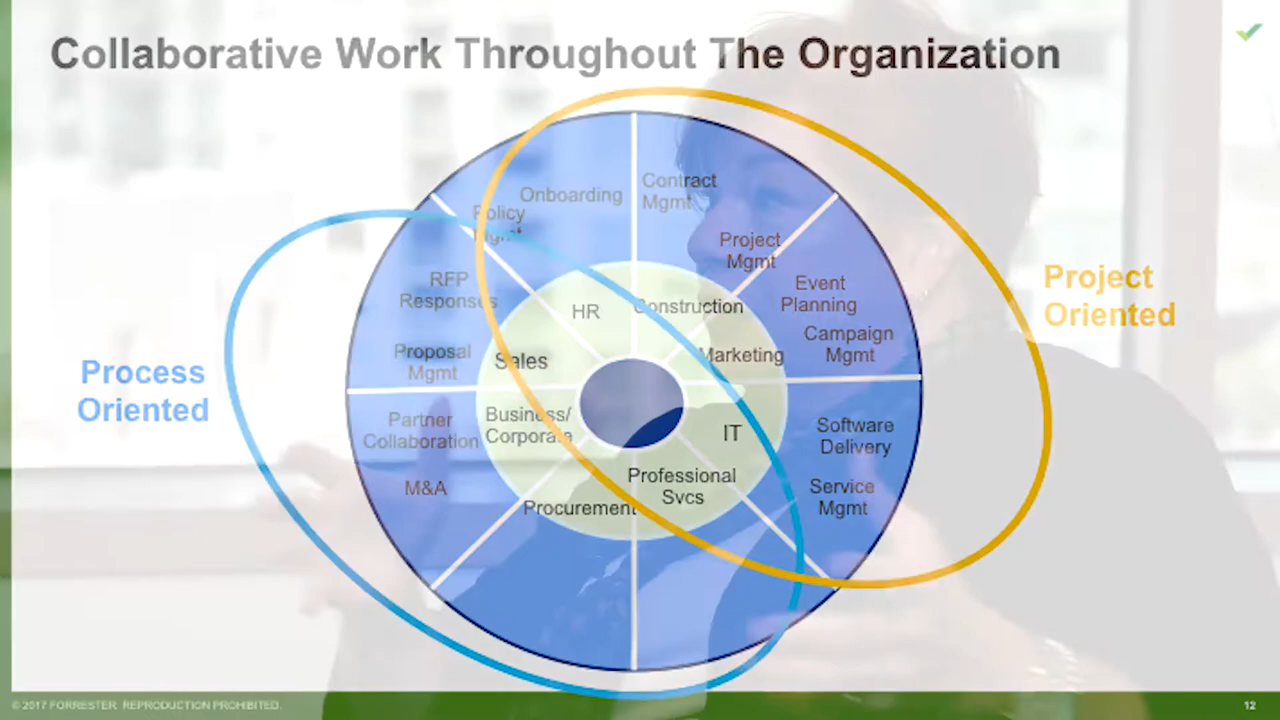 Collaborative Work Throughout The Organization
Onboarding
Contract
Mgmt
Policy
Mgmt
Project
Mgmt
RFP
Responses
Event
Planning
Campaign
Mgmt
Project
Oriented
HR
Construction
Proposal
Mgmt
Sales
Marketing
Process
Oriented
Partner
Collaboration
Business/
Corporate
IT
Software
Delivery
M&A
Professional
Svcs
Service
Mgmt
Procurement
© 2017 FORRESTER. REPRODUCTION PROHIBITED.
12